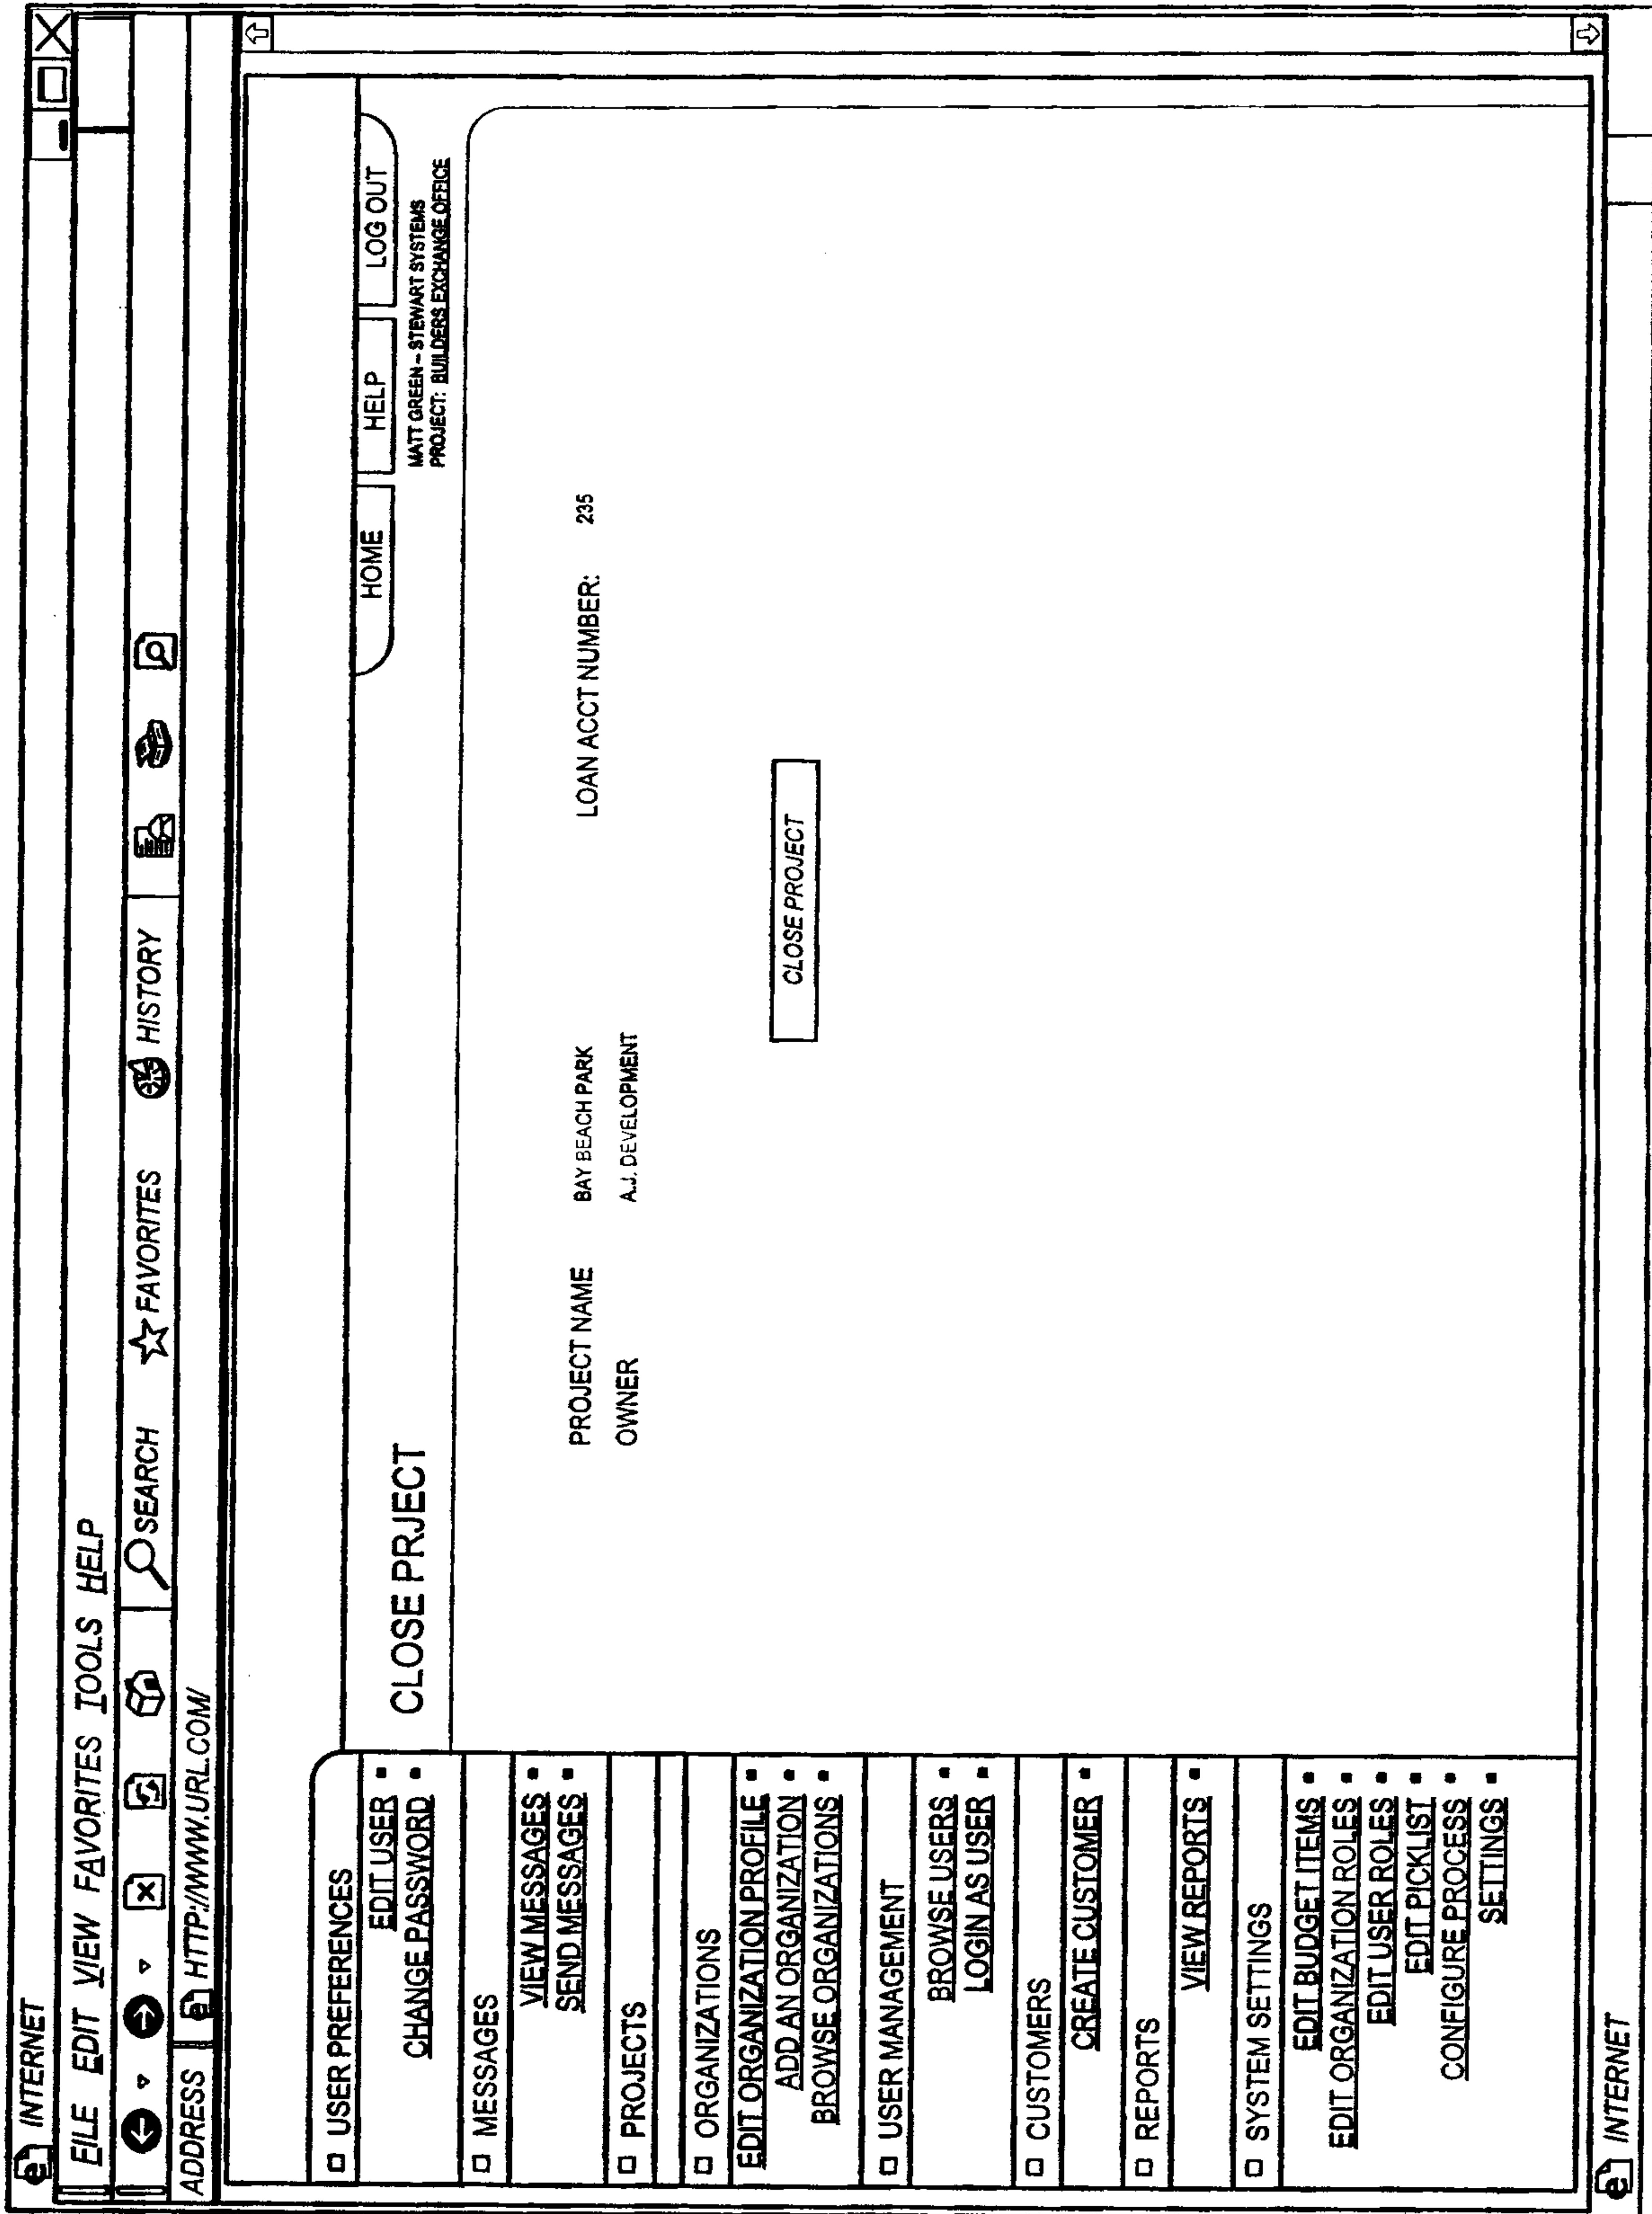 INTERNET
FILE EDIT VIEW FAVORITES TOOLS HELP
SEARCH FAVORITES HISTORY
ADDRESS HTTP://WWW.URL.COM/
HOME HELP LOG OUT
MATT GREEN – STEWART SYSTEMS
PROJECT: BUILDERS EXCHANGE OFFICE
CLOSE PRJECT
USER PREFERENCES
EDIT USER
CHANGE PASSWORD
MESSAGES
VIEW MESSAGES
SEND MESSAGES
PROJECTS
ORGANIZATIONS
EDIT ORGANIZATION PROFILE
ADD AN ORGANIZATION
BROWSE ORGANIZATIONS
USER MANAGEMENT
BROWSE USERS
LOGIN AS USER
CUSTOMERS
CREATE CUSTOMER
REPORTS
VIEW REPORTS
SYSTEM SETTINGS
EDIT BUDGET ITEMS
EDIT ORGANIZATION ROLES
EDIT USER ROLES
EDIT PICKLIST
CONFIGURE PROCESS
SETTINGS
PROJECT NAME BAY BEACH PARK LOAN ACCT NUMBER: 235
OWNER A.J. DEVELOPMENT
CLOSE PROJECT
INTERNET